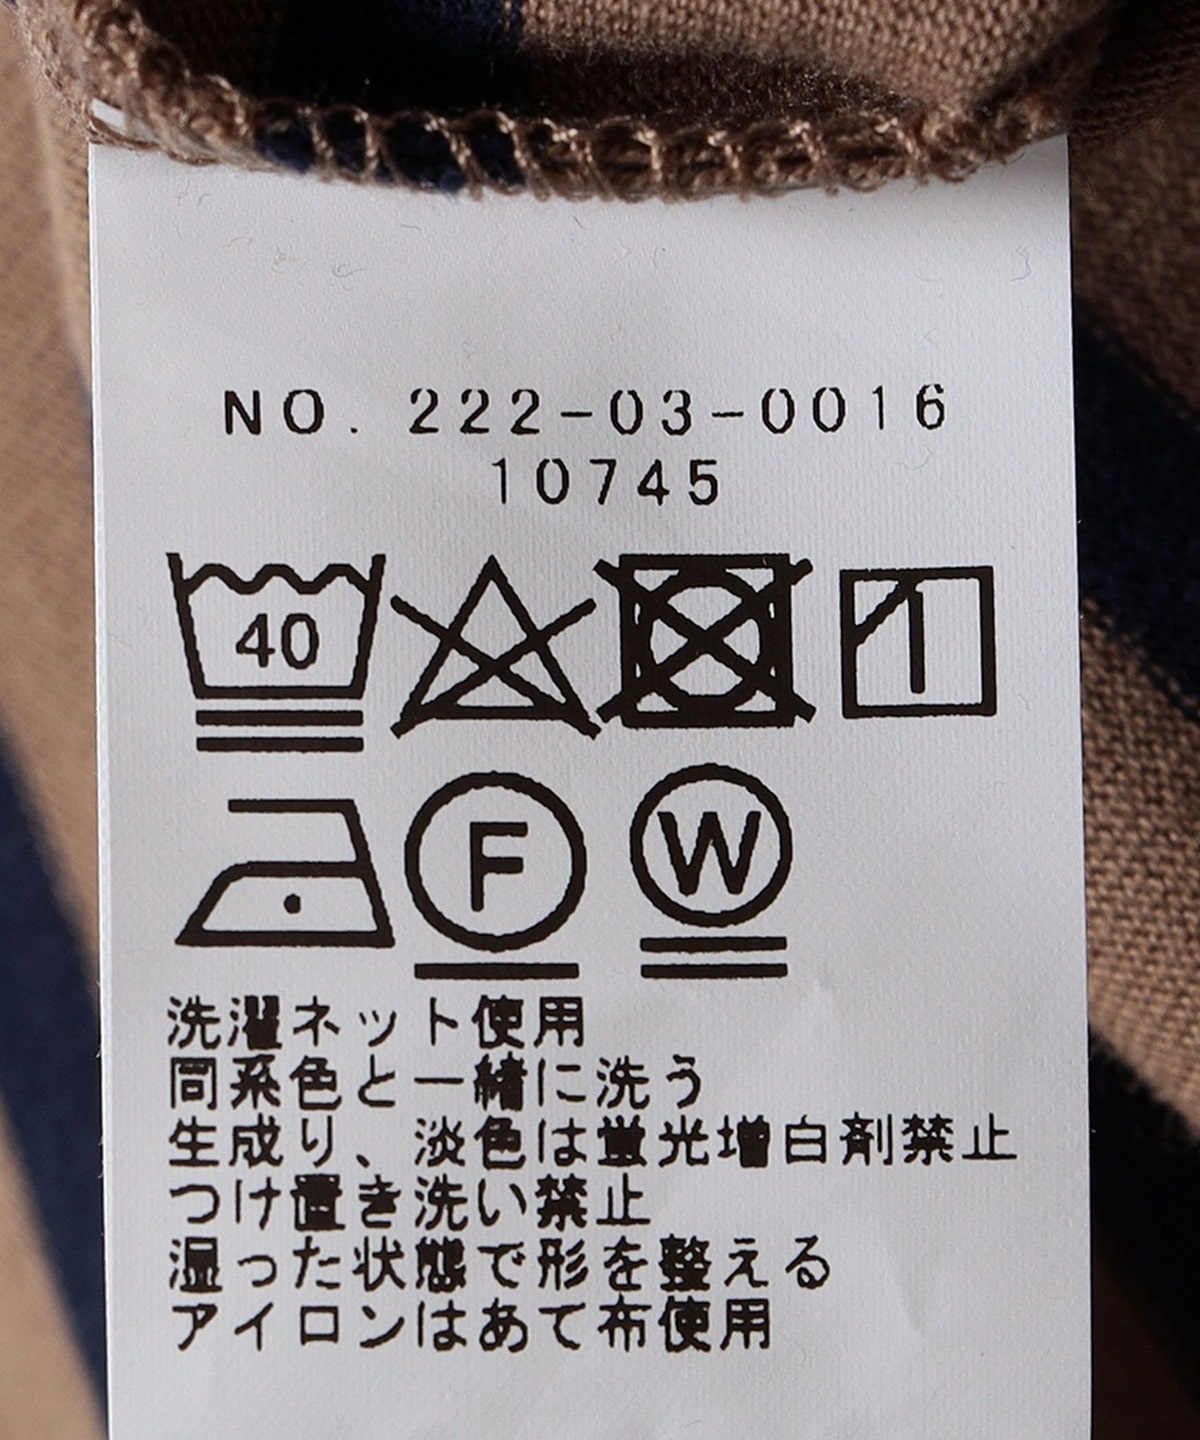 NO. 222-03-0016
10745
40
F
W
洗濯ネット使用
同系色と一緒に洗う
生成り、淡色は蛍光増白剤禁止
つけ置き洗い禁止
湿った状態で形を整える
アイロンはあて布使用